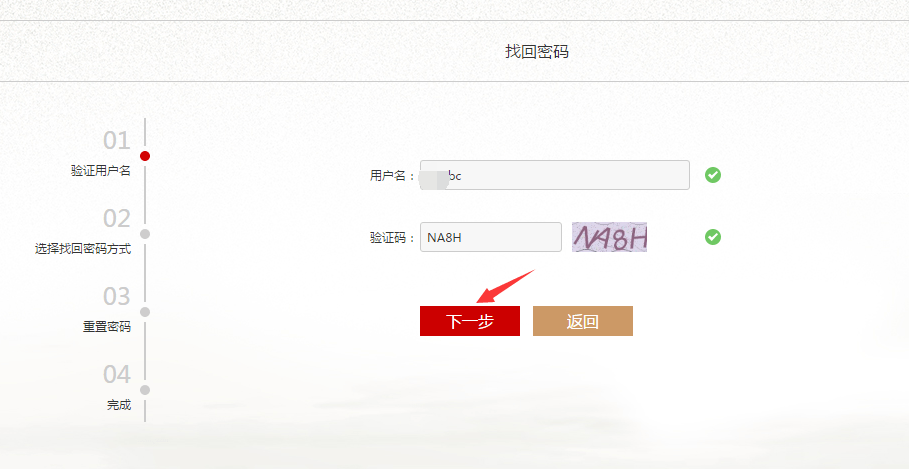 找回密码
01
验证用户名
02
选择找回密码方式
03
重置密码
04
完成
用户名：
bc
验证码：
NA8H
NA8H
下一步
返回